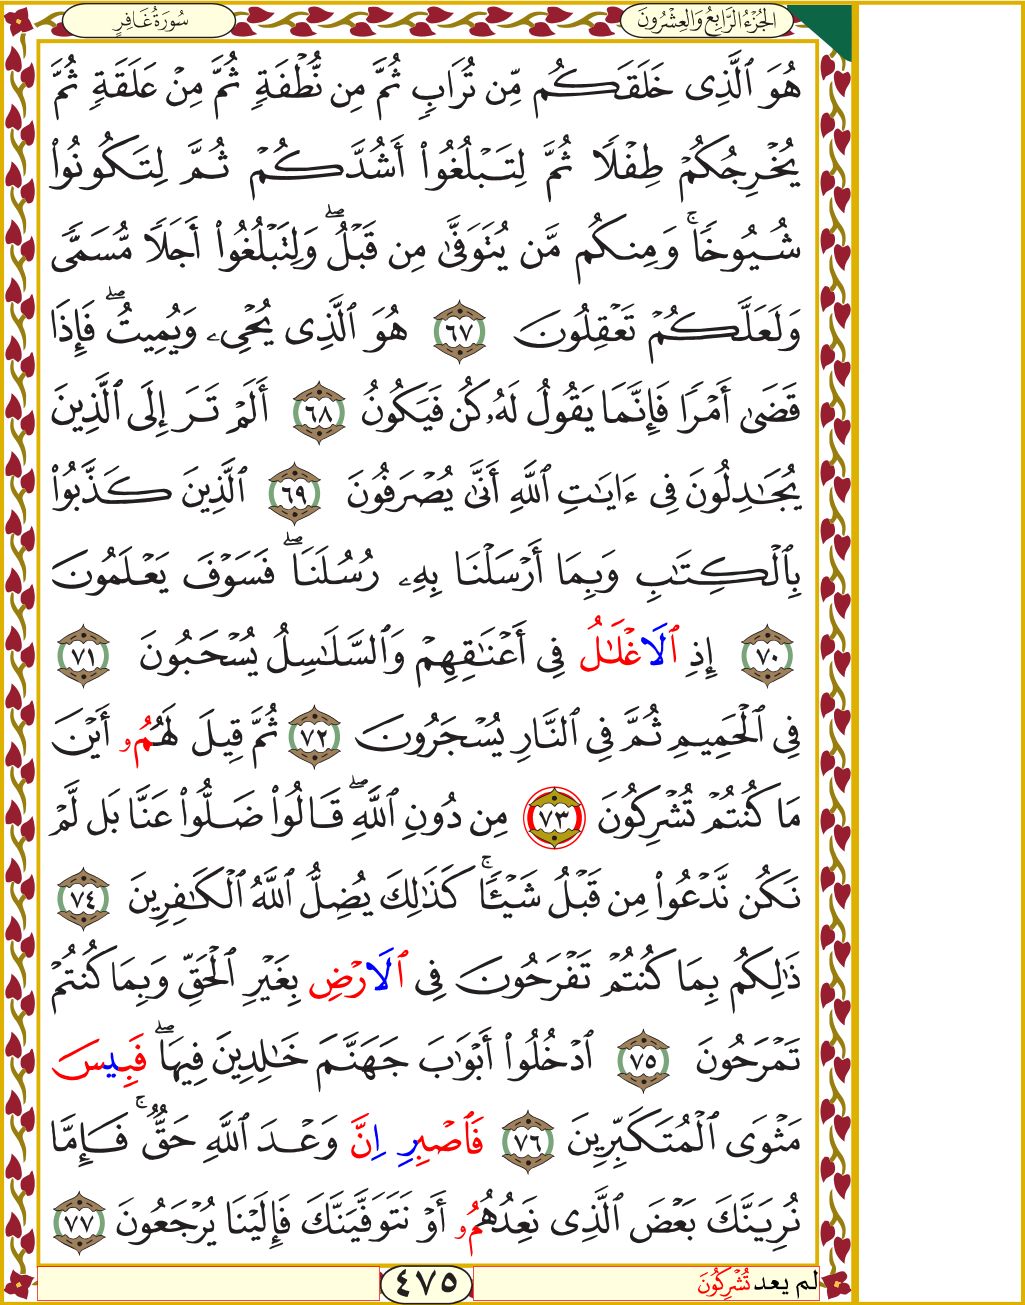 الجُزْءُ الرَّابِعُ وَالعِشْرُونَ
سُورَةُ غَافِرٍ
هُوَ ٱلَّذِى خَلَقَكُم مِّن تُرَابٖ ثُمَّ مِن نُّطْفَةٖ ثُمَّ مِنْ عَلَقَةٖ ثُمَّ
يُخْرِجُكُمْ طِفْلًا ثُمَّ لِتَبْلُغُوٓاْ أَشُدَّكُمْ ثُمَّ لِتَكُونُواْ
شُيُوخًاۚ وَمِنكُم مَّن يُتَوَفَّىٰ مِن قَبْلُۖ وَلِتَبْلُغُوٓاْ أَجَلًا مُّسَمًّى
وَلَعَلَّكُمْ تَعْقِلُونَ ٦٧ هُوَ ٱلَّذِى يُحْىِۦ وَيُمِيتُۖ فَإِذَا
قَضَىٰٓ أَمْرًا فَإِنَّمَا يَقُولُ لَهُۥ كُن فَيَكُونُ ٦٨ أَلَمْ تَرَ إِلَى ٱلَّذِينَ
يُجَٰدِلُونَ فِىٓ ءَايَٰتِ ٱللَّهِ أَنَّىٰ يُصْرَفُونَ ٦٩ ٱلَّذِينَ كَذَّبُواْ
بِٱلْكِتَٰبِ وَبِمَآ أَرْسَلْنَا بِهِۦ رُسُلَنَاۖ فَسَوْفَ يَعْلَمُونَ
٧٠ إِذِ ٱلَاغْلَٰلُ فِىٓ أَعْنَٰقِهِمْ وَٱلسَّلَٰسِلُ يُسْحَبُونَ ٧١
فِى ٱلْحَمِيمِ ثُمَّ فِى ٱلنَّارِ يُسْجَرُونَ ٧٢ ثُمَّ قِيلَ لَهُمُۥ أَيْنَ
مَا كُنتُمْ تُشْرِكُونَ ٧٣ مِن دُونِ ٱللَّهِۖ قَالُواْ ضَلُّواْ عَنَّا بَل لَّمْ
نَكُن نَّدْعُواْ مِن قَبْلُ شَيْـًٔاۚ كَذَٰلِكَ يُضِلُّ ٱللَّهُ ٱلْكَٰفِرِينَ ٧٤
ذَٰلِكُم بِمَا كُنتُمْ تَفْرَحُونَ فِى ٱلَارْضِ بِغَيْرِ ٱلْحَقِّ وَبِمَا كُنتُمْ
تَمْرَحُونَ ٧٥ ٱدْخُلُوٓاْ أَبْوَٰبَ جَهَنَّمَ خَٰلِدِينَ فِيهَاۖ فَبِيسَ
مَثْوَى ٱلْمُتَكَبِّرِينَ ٧٦ فَٱصْبِرِ اِنَّ وَعْدَ ٱللَّهِ حَقٌّۚ فَإِمَّا
نُرِيَنَّكَ بَعْضَ ٱلَّذِى نَعِدُهُمُۥٓ أَوْ نَتَوَفَّيَنَّكَ فَإِلَيْنَا يُرْجَعُونَ ٧٧
لم يعد تُشْرِكُونَ
٤٧٥